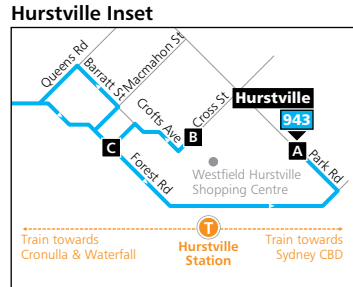 Hurstville Inset
Queens Rd
Barratt St
Macmahon St
Crofts Ave
Cross St
Hurstville
943
B
A
C
Park Rd
Forest Rd
Westfield Hurstville
Shopping Centre
T
Train towards
Cronulla & Waterfall
Hurstville
Station
Train towards
Sydney CBD